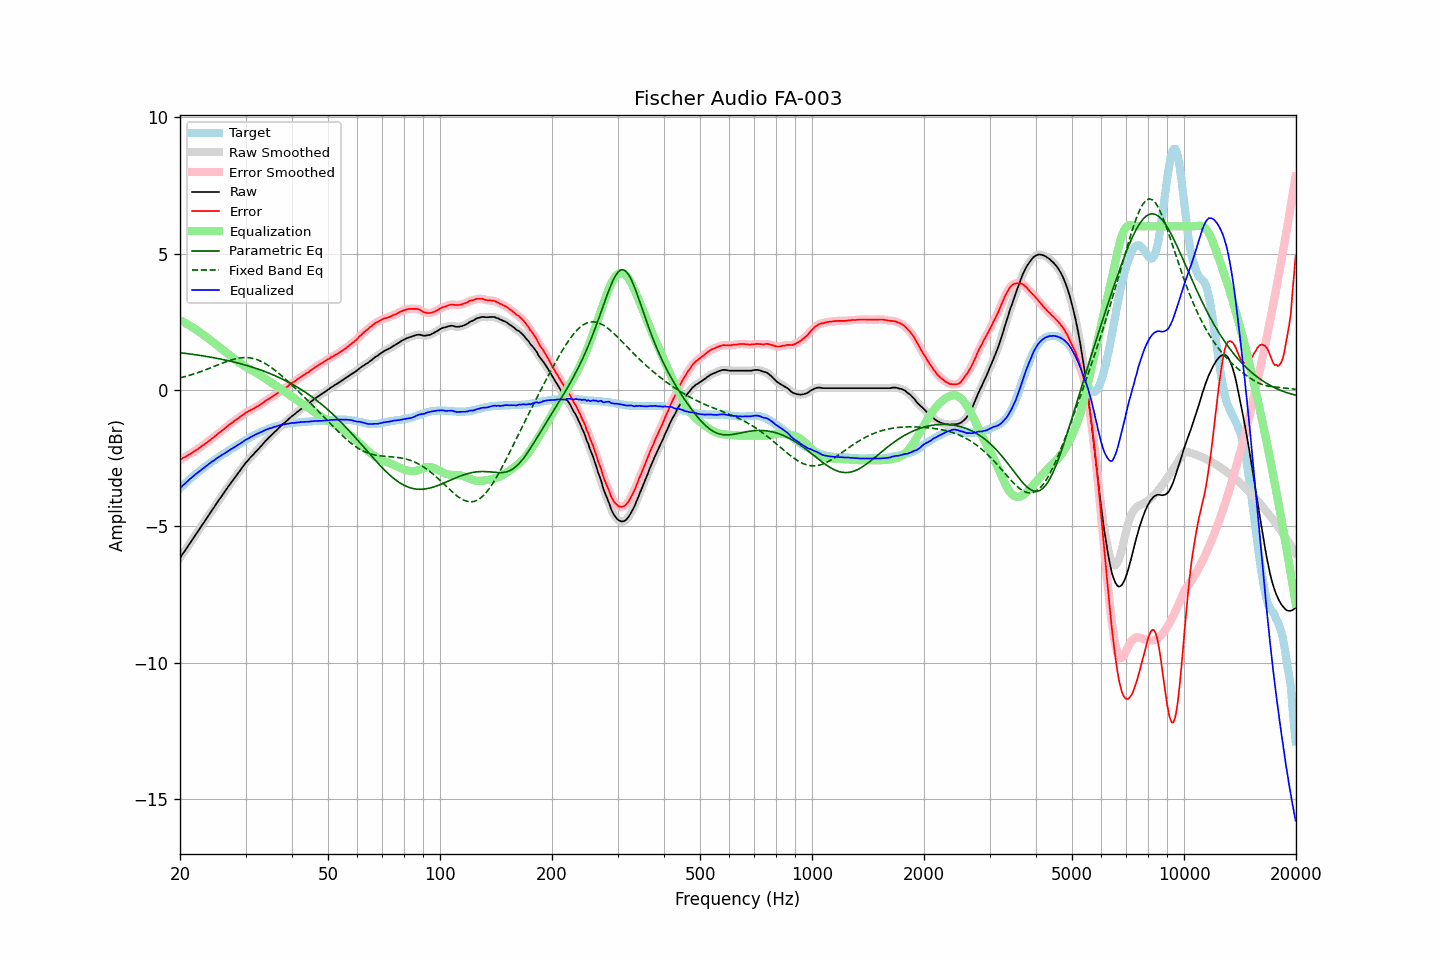 Fischer Audio FA-003
Target
Raw Smoothed
Error Smoothed
Raw
Error
Equalization
Parametric Eq
Fixed Band Eq
Equalized
10
5
0
−5
−10
−15
Amplitude (dBr)
20
50
100
200
500
1000
2000
5000
10000
20000
Frequency (Hz)